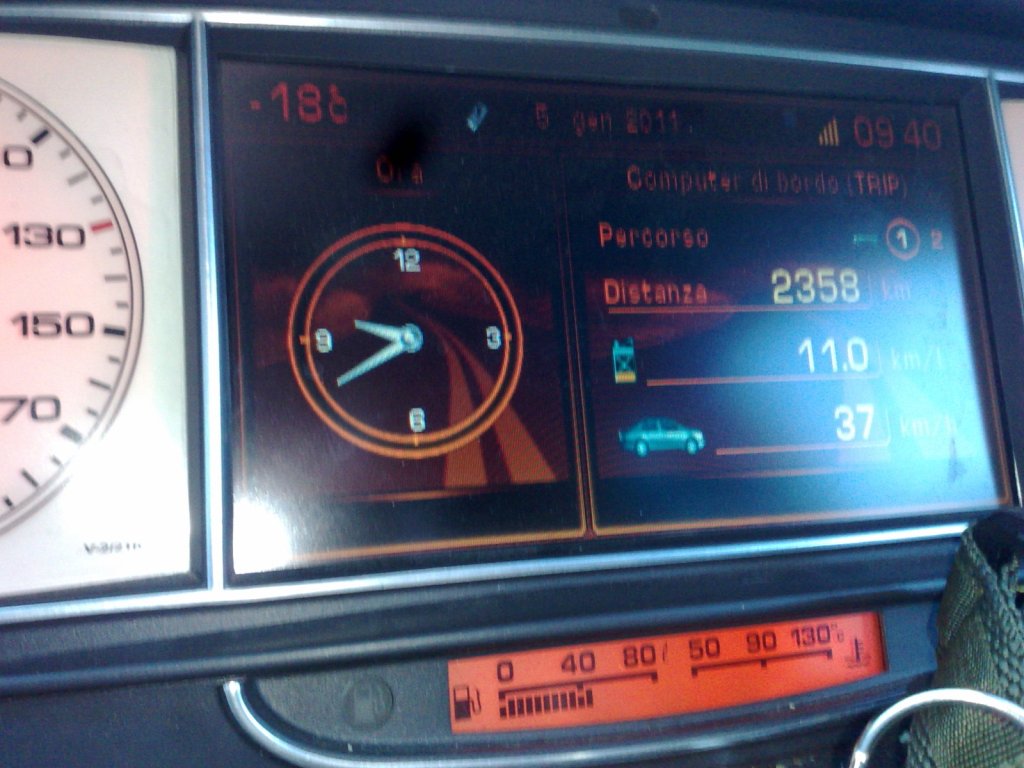 -18°C 5 gen 2011. 09 40
Ora
12
9 3
6
Computer di bordo (TRIP)
Percorso 1 2
Distanza 2358 km
11.0 km/l
37 km/h
130
150
70
0 40 80 l 50 90 130°C